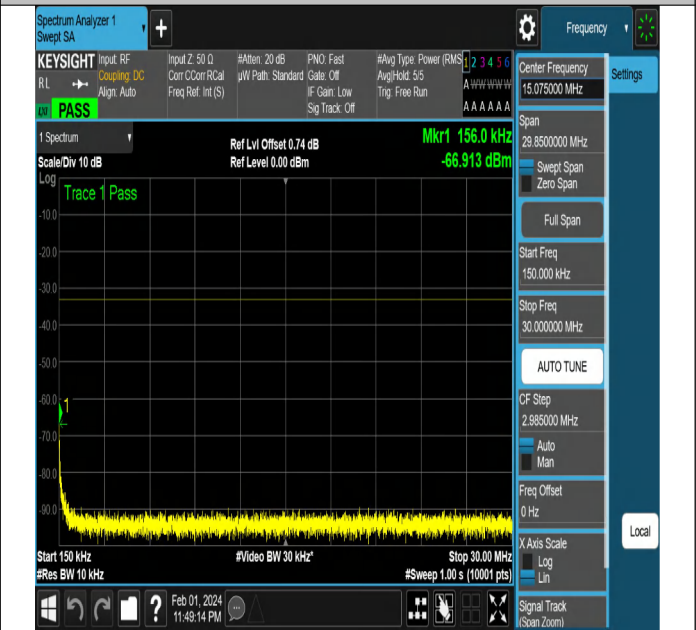 Spectrum Analyzer 1
Swept SA
Frequency
KEYSIGHT
RL
LXI
PASS
Input: RF
Coupling: DC
Align: Auto
Input Z: 50 Ω
Corr CCorr RCal
Freq Ref: Int (S)
#Atten: 20 dB
µW Path: Standard
PNO: Fast
Gate: Off
IF Gain: Low
Sig Track: Off
#Avg Type: Power (RMS
Avg|Hold: 5/5
Trig: Free Run
1 2 3 4 5 6
A W W W W W
A A A A A A
1 Spectrum
Scale/Div 10 dB
Ref Lvl Offset 0.74 dB
Ref Level 0.00 dBm
Mkr1 156.0 kHz
-66.913 dBm
Log
Trace 1 Pass
-10.0
-20.0
-30.0
-40.0
-50.0
-60.0
1
-70.0
-80.0
-90.0
Start 150 kHz
#Res BW 10 kHz
#Video BW 30 kHz*
Stop 30.00 MHz
#Sweep 1.00 s (10001 pts)
Feb 01, 2024
11:49:14 PM
Center Frequency
15.075000 MHz
Settings
Span
29.8500000 MHz
Swept Span
Zero Span
Full Span
Start Freq
150.000 kHz
Stop Freq
30.000000 MHz
AUTO TUNE
CF Step
2.985000 MHz
Auto
Man
Freq Offset
0 Hz
X Axis Scale
Log
Lin
Local
Signal Track
(Span Zoom)